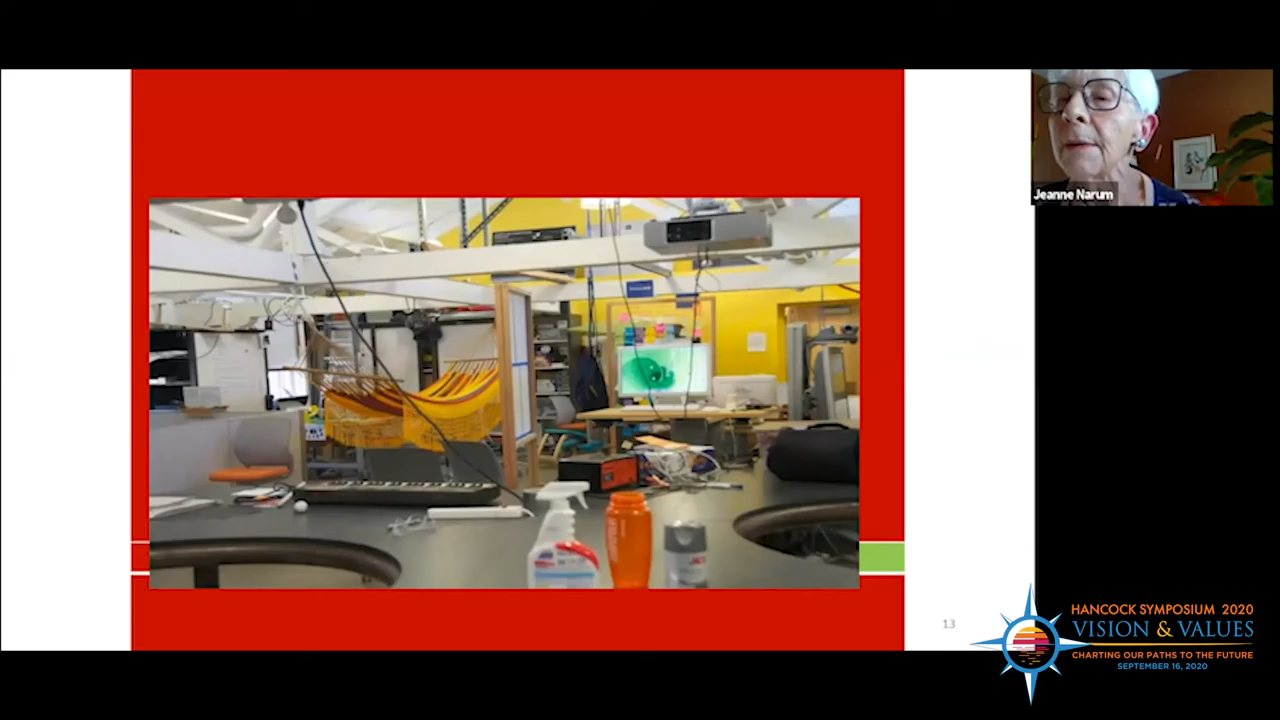 Jeanne Narum
13
HANCOCK SYMPOSIUM 2020
VISION & VALUES
CHARTING OUR PATHS TO THE FUTURE
SEPTEMBER 16, 2020